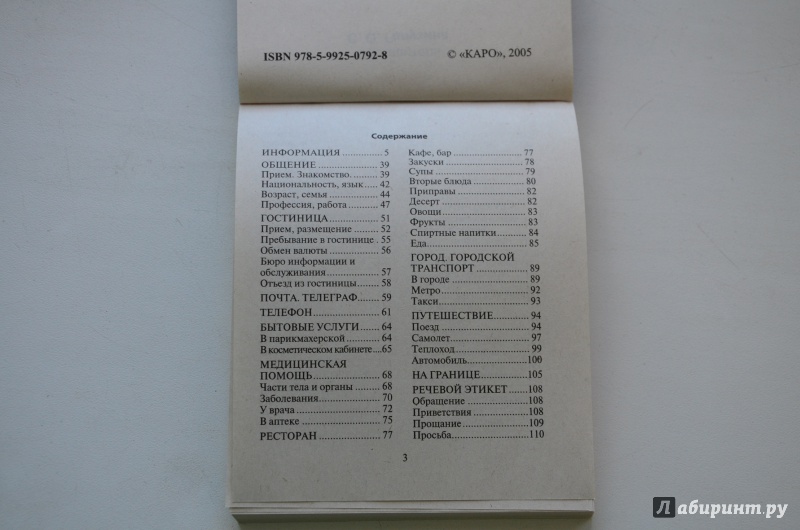 ISBN 978-5-9925-0792-8
© «КАРО», 2005
Содержание
ИНФОРМАЦИЯ ............ 5
ОБЩЕНИЕ .................. 39
Прием. Знакомство. ..... 39
Национальность, язык .... 42
Возраст, семья ............ 44
Профессия, работа ....... 47
ГОСТИНИЦА ............... 51
Прием, размещение ...... 52
Пребывание в гостинице . 55
Обмен валюты ............ 56
Бюро информации и
обслуживания ............. 57
Отъезд из гостиницы ..... 58
ПОЧТА. ТЕЛЕГРАФ ........ 59
ТЕЛЕФОН .................. 61
БЫТОВЫЕ УСЛУГИ ........ 64
В парикмахерской ........ 64
В косметическом кабинете .... 65
МЕДИЦИНСКАЯ
ПОМОЩЬ ................... 68
Части тела и органы ...... 68
Заболевания ............... 70
У врача ..................... 72
В аптеке .................... 75
РЕСТОРАН .................. 77
Кафе, бар .................. 77
Закуски .................... 78
Супы ....................... 79
Вторые блюда ............. 80
Приправы ................. 82
Десерт ..................... 82
Овощи ..................... 83
Фрукты .................... 83
Спиртные напитки ....... 84
Еда ......................... 85
ГОРОД. ГОРОДСКОЙ
ТРАНСПОРТ ............... 89
В городе ................... 89
Метро ...................... 92
Такси ...................... 93
ПУТЕШЕСТВИЕ ........... 94
Поезд ...................... 94
Самолет ................... 97
Теплоход .................. 99
Автомобиль ............... 100
НА ГРАНИЦЕ .............. 105
РЕЧЕВОЙ ЭТИКЕТ ........ 108
Обращение ................ 108
Приветствия .............. 108
Прощание ................. 109
Просьба ................... 110
3
Лабиринт.ру